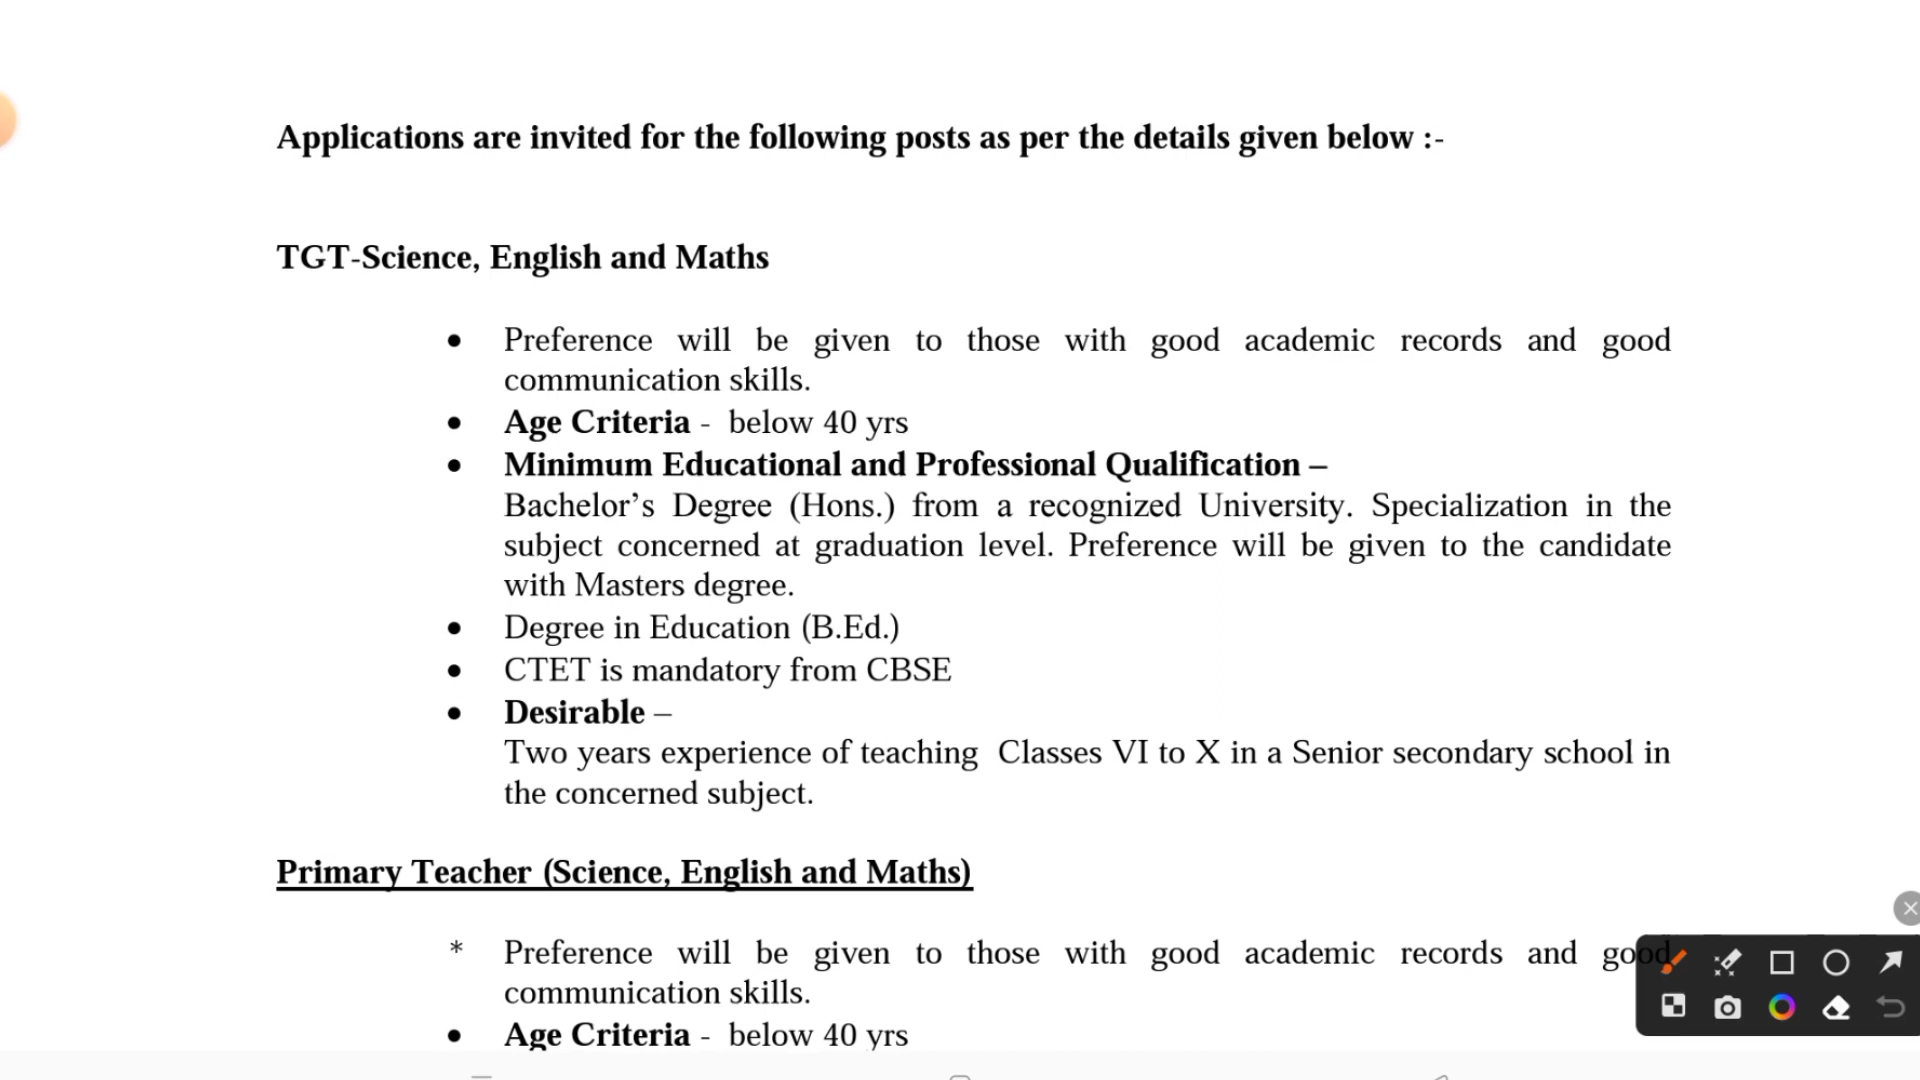 Applications are invited for the following posts as per the details given below :-
TGT-Science, English and Maths
• Preference will be given to those with good academic records and good
communication skills.
• Age Criteria - below 40 yrs
• Minimum Educational and Professional Qualification –
Bachelor’s Degree (Hons.) from a recognized University. Specialization in the
subject concerned at graduation level. Preference will be given to the candidate
with Masters degree.
• Degree in Education (B.Ed.)
• CTET is mandatory from CBSE
• Desirable –
Two years experience of teaching Classes VI to X in a Senior secondary school in
the concerned subject.
Primary Teacher (Science, English and Maths)
* Preference will be given to those with good academic records and good
communication skills.
• Age Criteria - below 40 yrs